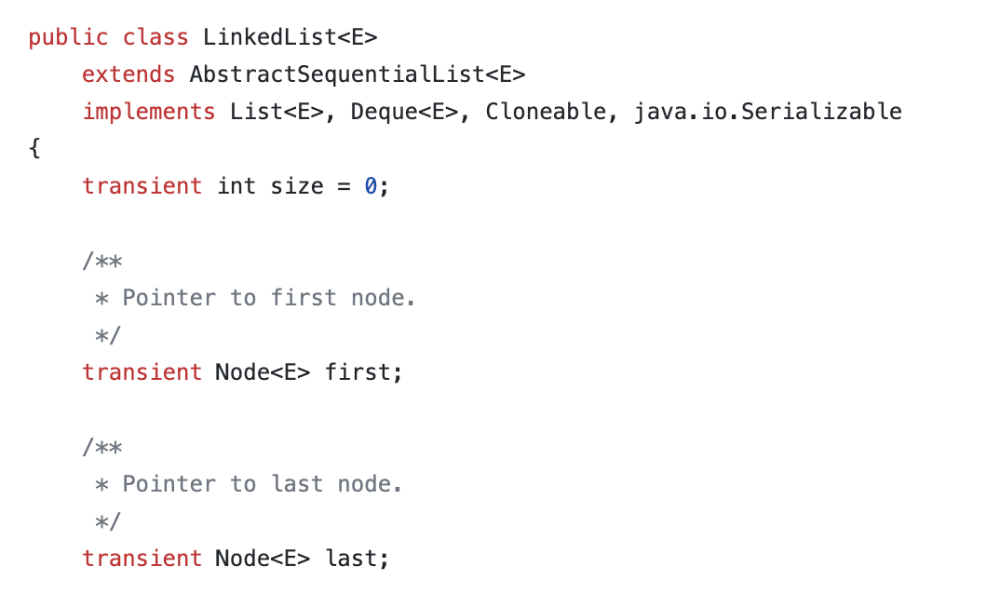 public class LinkedList<E>
    extends AbstractSequentialList<E>
    implements List<E>, Deque<E>, Cloneable, java.io.Serializable
{
    transient int size = 0;

    /**
     * Pointer to first node.
     */
    transient Node<E> first;

    /**
     * Pointer to last node.
     */
    transient Node<E> last;